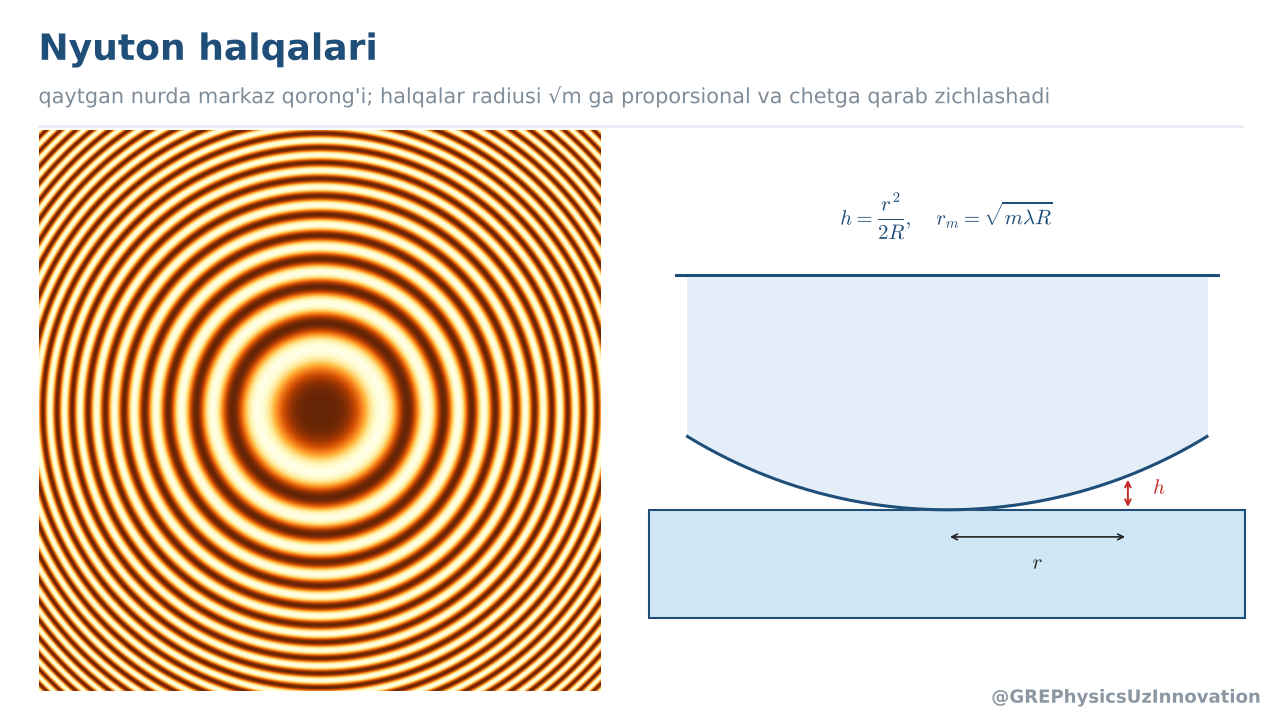 Nyuton halqalari
qaytgan nurda markaz qorong'i; halqalar radiusi √m ga proporsional va chetga qarab zichlashadi
h = r²/2R, r_m = √mλR
h
r
@GREPhysicsUzInnovation